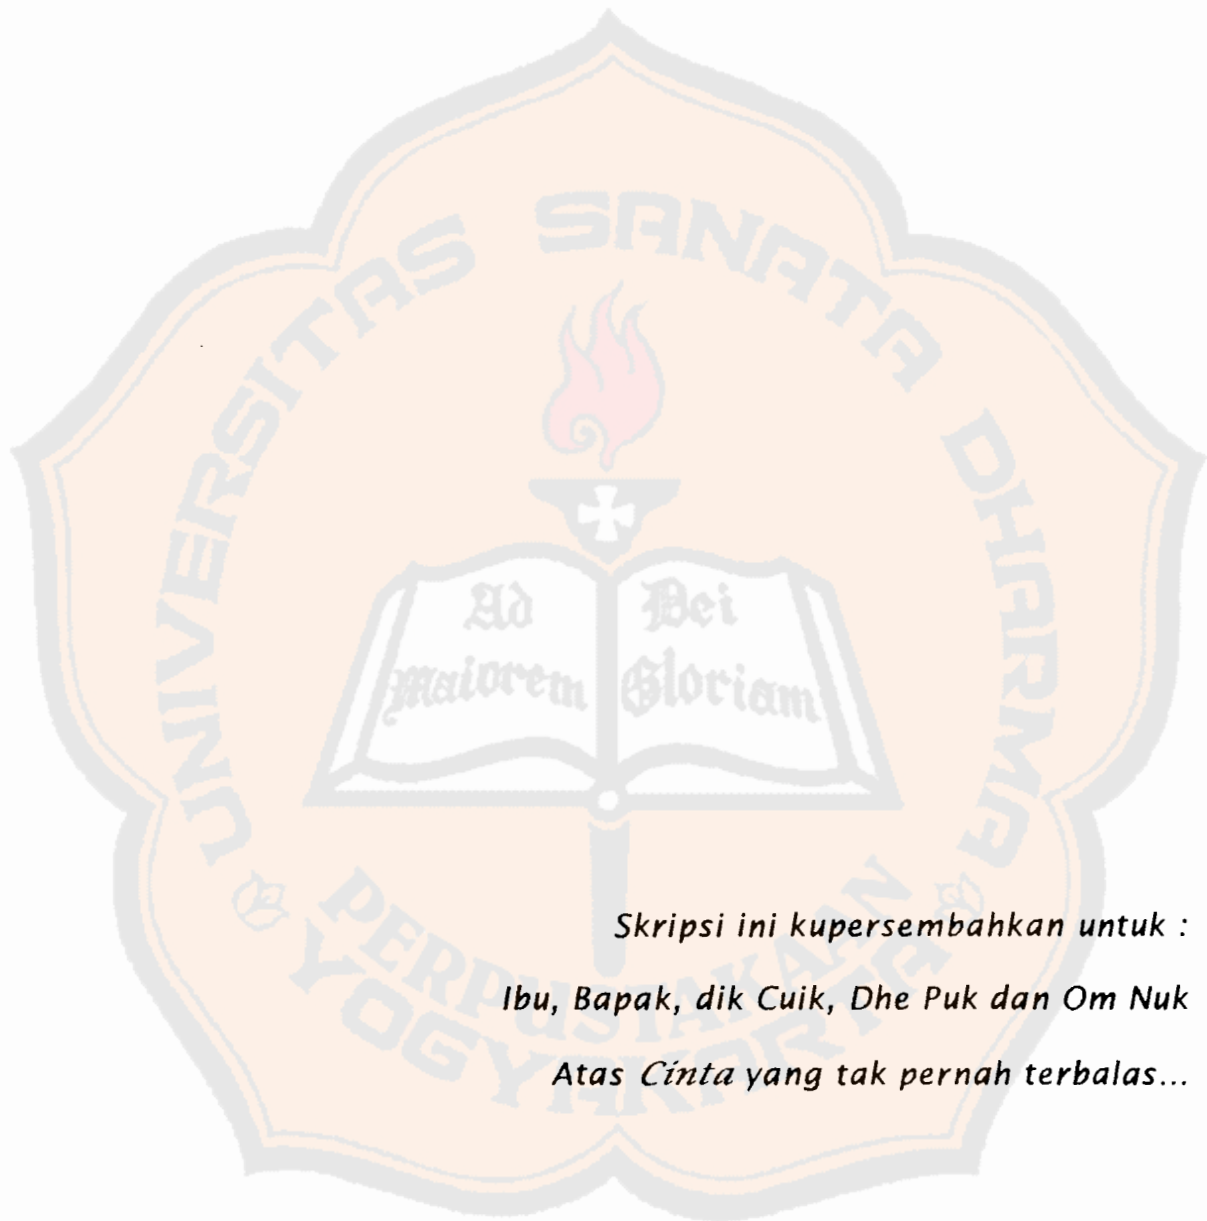 UNIVERSITAS SANATA DHARMA
Ad Dei
Maiorem Gloriam
PERPUSTAKAAN
YOGYAKARTA
Skripsi ini kupersembahkan untuk :
Ibu, Bapak, dik Cuik, Dhe Puk dan Om Nuk
Atas Cinta yang tak pernah terbalas...